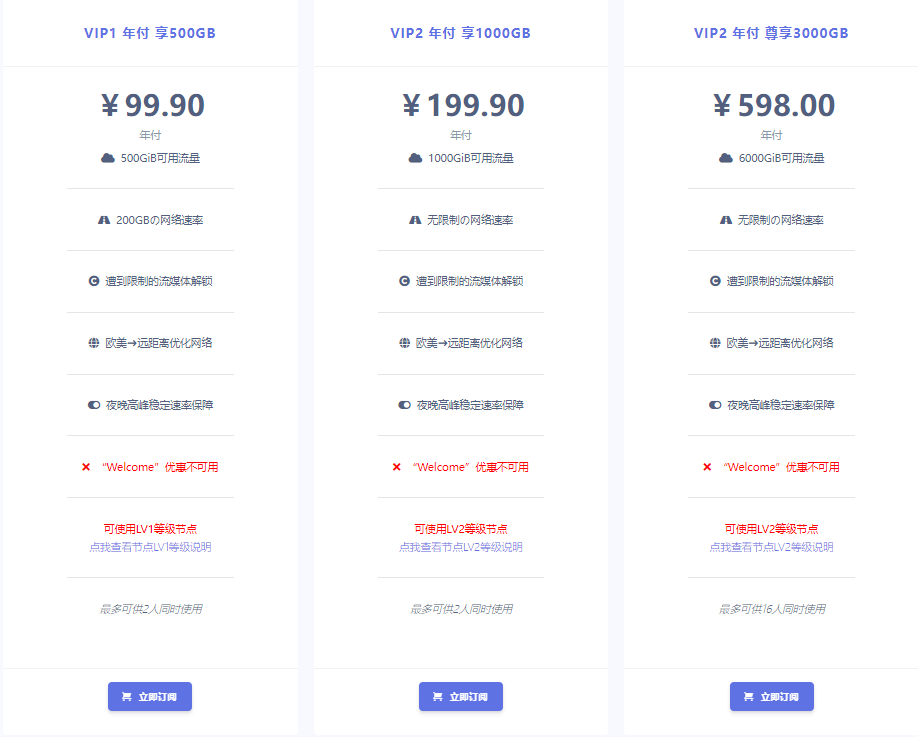 VIP1 年付 享500GB
¥ 99.90
年付
500GiB可用流量
200GBの网络速率
遭到限制的流媒体解锁
欧美→远距离优化网络
夜晚高峰稳定速率保障
“Welcome”优惠不可用
可使用LV1等级节点
点我查看节点LV1等级说明
最多可供2人同时使用
立即订阅
VIP2 年付 享1000GB
¥ 199.90
年付
1000GiB可用流量
无限制の网络速率
遭到限制的流媒体解锁
欧美→远距离优化网络
夜晚高峰稳定速率保障
“Welcome”优惠不可用
可使用LV2等级节点
点我查看节点LV2等级说明
最多可供2人同时使用
立即订阅
VIP2 年付 尊享3000GB
¥ 598.00
年付
6000GiB可用流量
无限制の网络速率
遭到限制的流媒体解锁
欧美→远距离优化网络
夜晚高峰稳定速率保障
“Welcome”优惠不可用
可使用LV2等级节点
点我查看节点LV2等级说明
最多可供16人同时使用
立即订阅